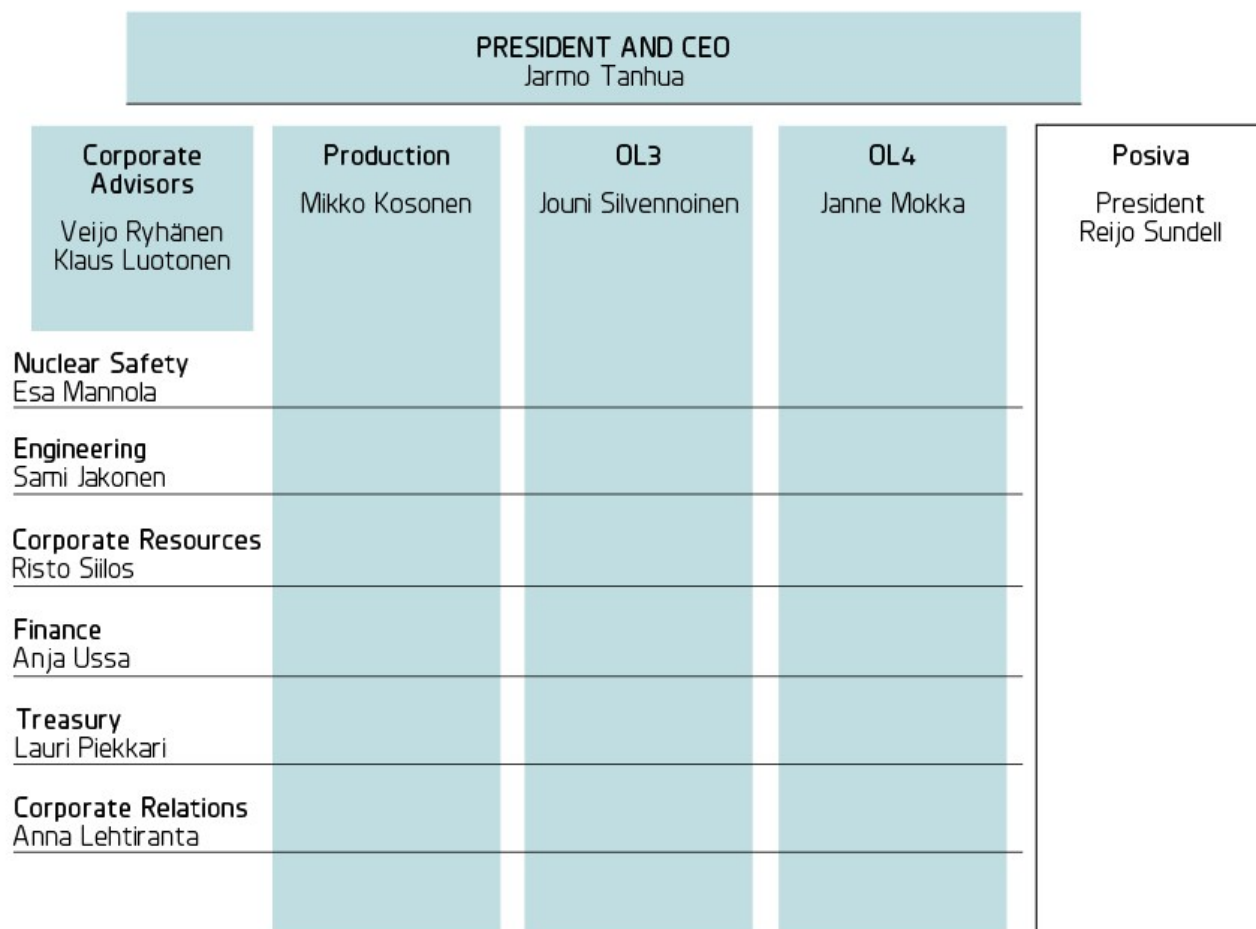 PRESIDENT AND CEO
Jarmo Tanhua
Corporate
Advisors
Veijo Ryhänen
Klaus Luotonen
Production
Mikko Kosonen
OL3
Jouni Silvennoinen
OL4
Janne Mokka
Posiva
President
Reijo Sundell
Nuclear Safety
Esa Mannola
Engineering
Sami Jakonen
Corporate Resources
Risto Siilos
Finance
Anja Ussa
Treasury
Lauri Piekkari
Corporate Relations
Anna Lehtiranta